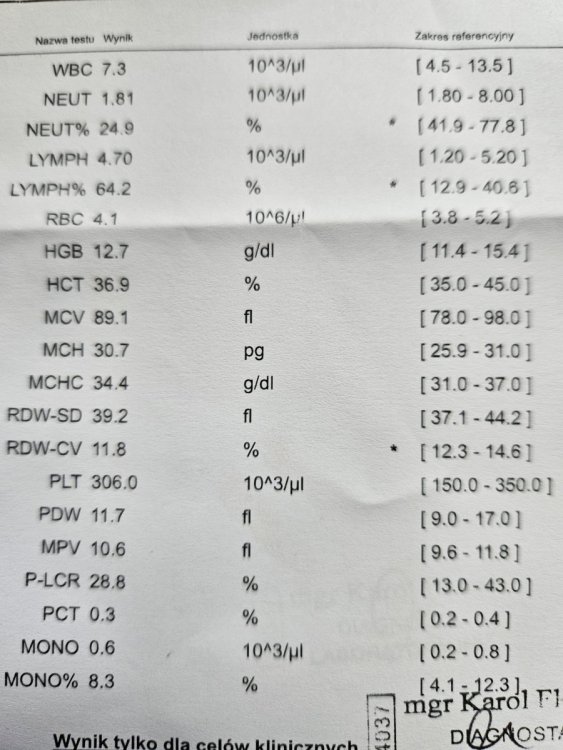 Nazwa testu Wynik Jednostka Zakres referencyjny
WBC 7.3 10^3/µl [ 4.5 - 13.5 ]
NEUT 1.81 10^3/µl [ 1.80 - 8.00 ]
NEUT% 24.9 % * [ 41.9 - 77.8 ]
LYMPH 4.70 10^3/µl [ 1.20 - 5.20 ]
LYMPH% 64.2 % * [ 12.9 - 40.6 ]
RBC 4.1 10^6/µl [ 3.8 - 5.2 ]
HGB 12.7 g/dl [ 11.4 - 15.4 ]
HCT 36.9 % [ 35.0 - 45.0 ]
MCV 89.1 fl [ 78.0 - 98.0 ]
MCH 30.7 pg [ 25.9 - 31.0 ]
MCHC 34.4 g/dl [ 31.0 - 37.0 ]
RDW-SD 39.2 fl [ 37.1 - 44.2 ]
RDW-CV 11.8 % * [ 12.3 - 14.6 ]
PLT 306.0 10^3/µl [ 150.0 - 350.0 ]
PDW 11.7 fl [ 9.0 - 17.0 ]
MPV 10.6 fl [ 9.6 - 11.8 ]
P-LCR 28.8 % [ 13.0 - 43.0 ]
PCT 0.3 % [ 0.2 - 0.4 ]
MONO 0.6 10^3/µl [ 0.2 - 0.8 ]
MONO% 8.3 % [ 4.1 - 12.3 ]
mgr Karol
4037
DIAGNOSTA
Wynik tylko dla celów klinicznych